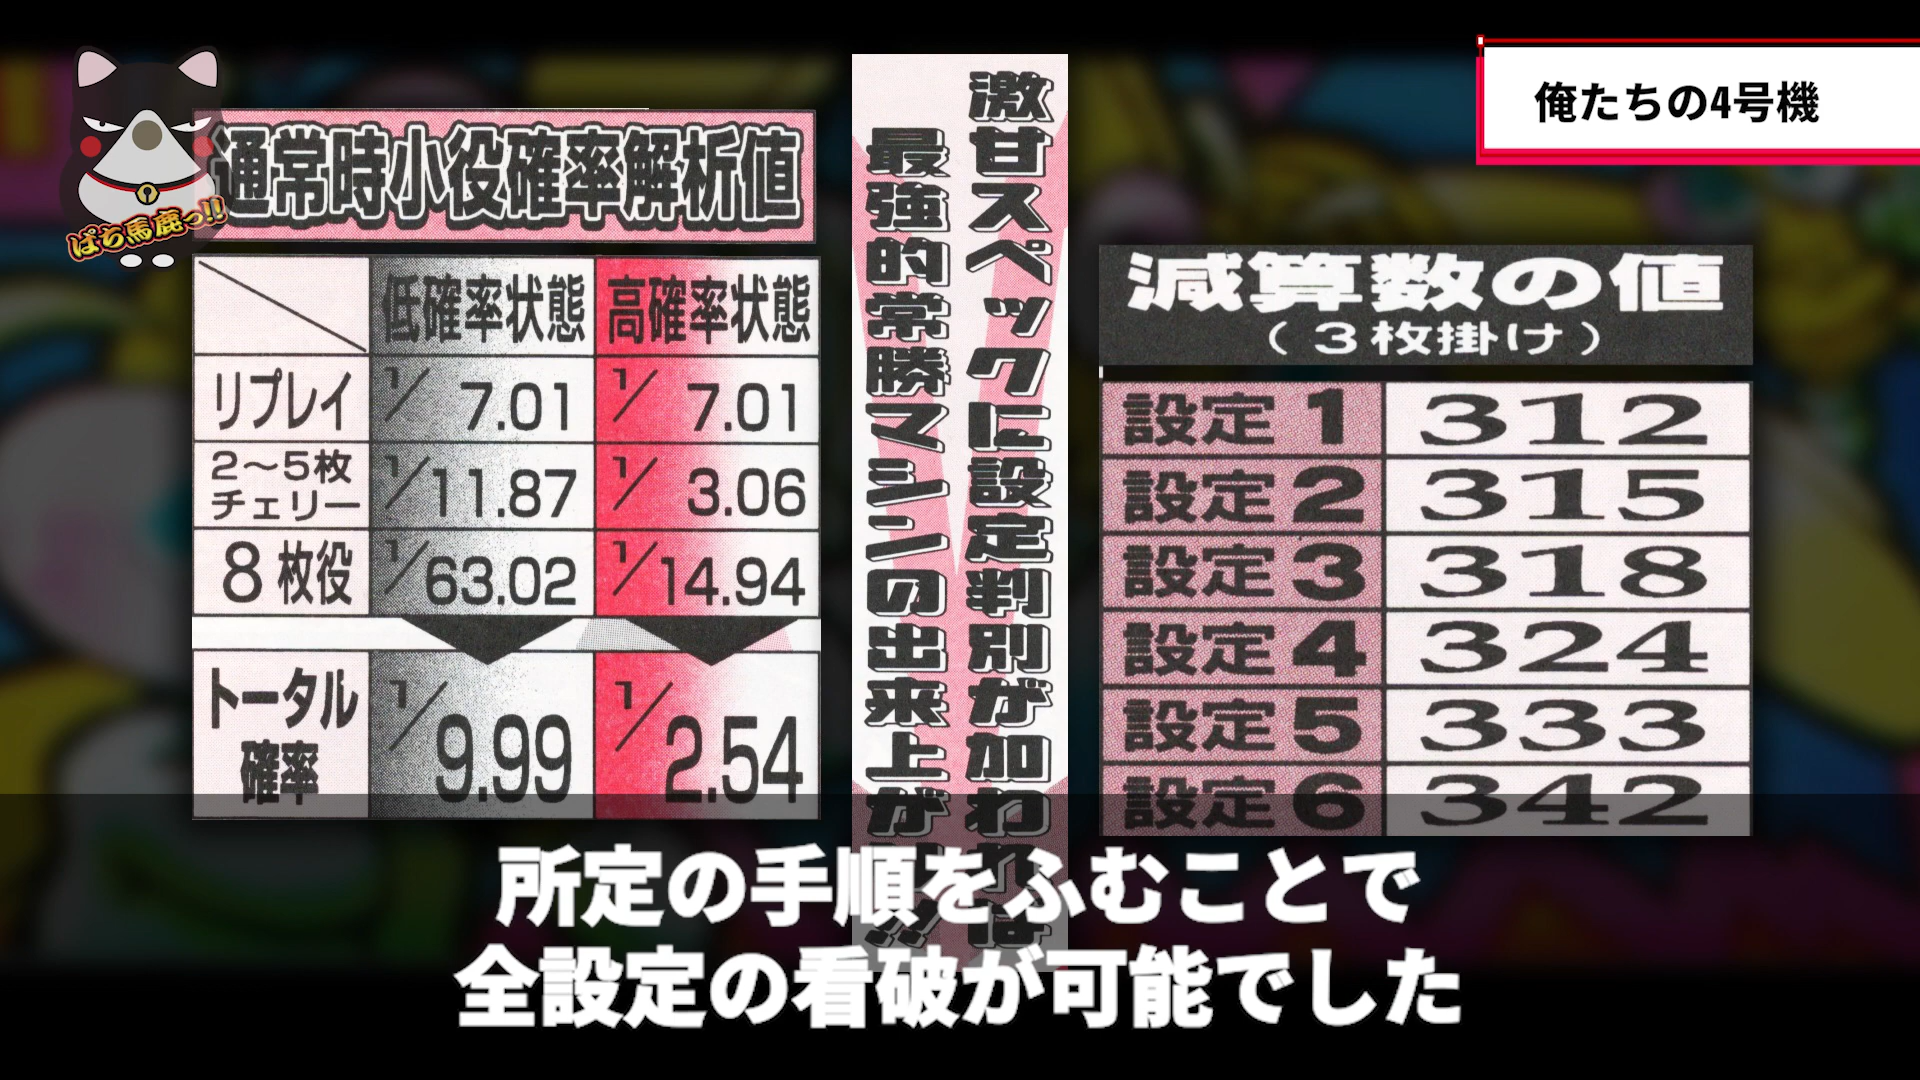 ぱち馬鹿っ!!
俺たちの4号機
通常時小役確率解析値
低確率状態 高確率状態
リプレイ 1/7.01 1/7.01
2～5枚チェリー 1/11.87 1/3.06
8枚役 1/63.02 1/14.94
トータル確率 1/9.99 1/2.54
激甘スペックに設定判別が加われば
最強的常勝マシンの出来上がり!!
減算数の値
（3枚掛け）
設定1 312
設定2 315
設定3 318
設定4 324
設定5 333
設定6 342
所定の手順をふむことで
全設定の看破が可能でした